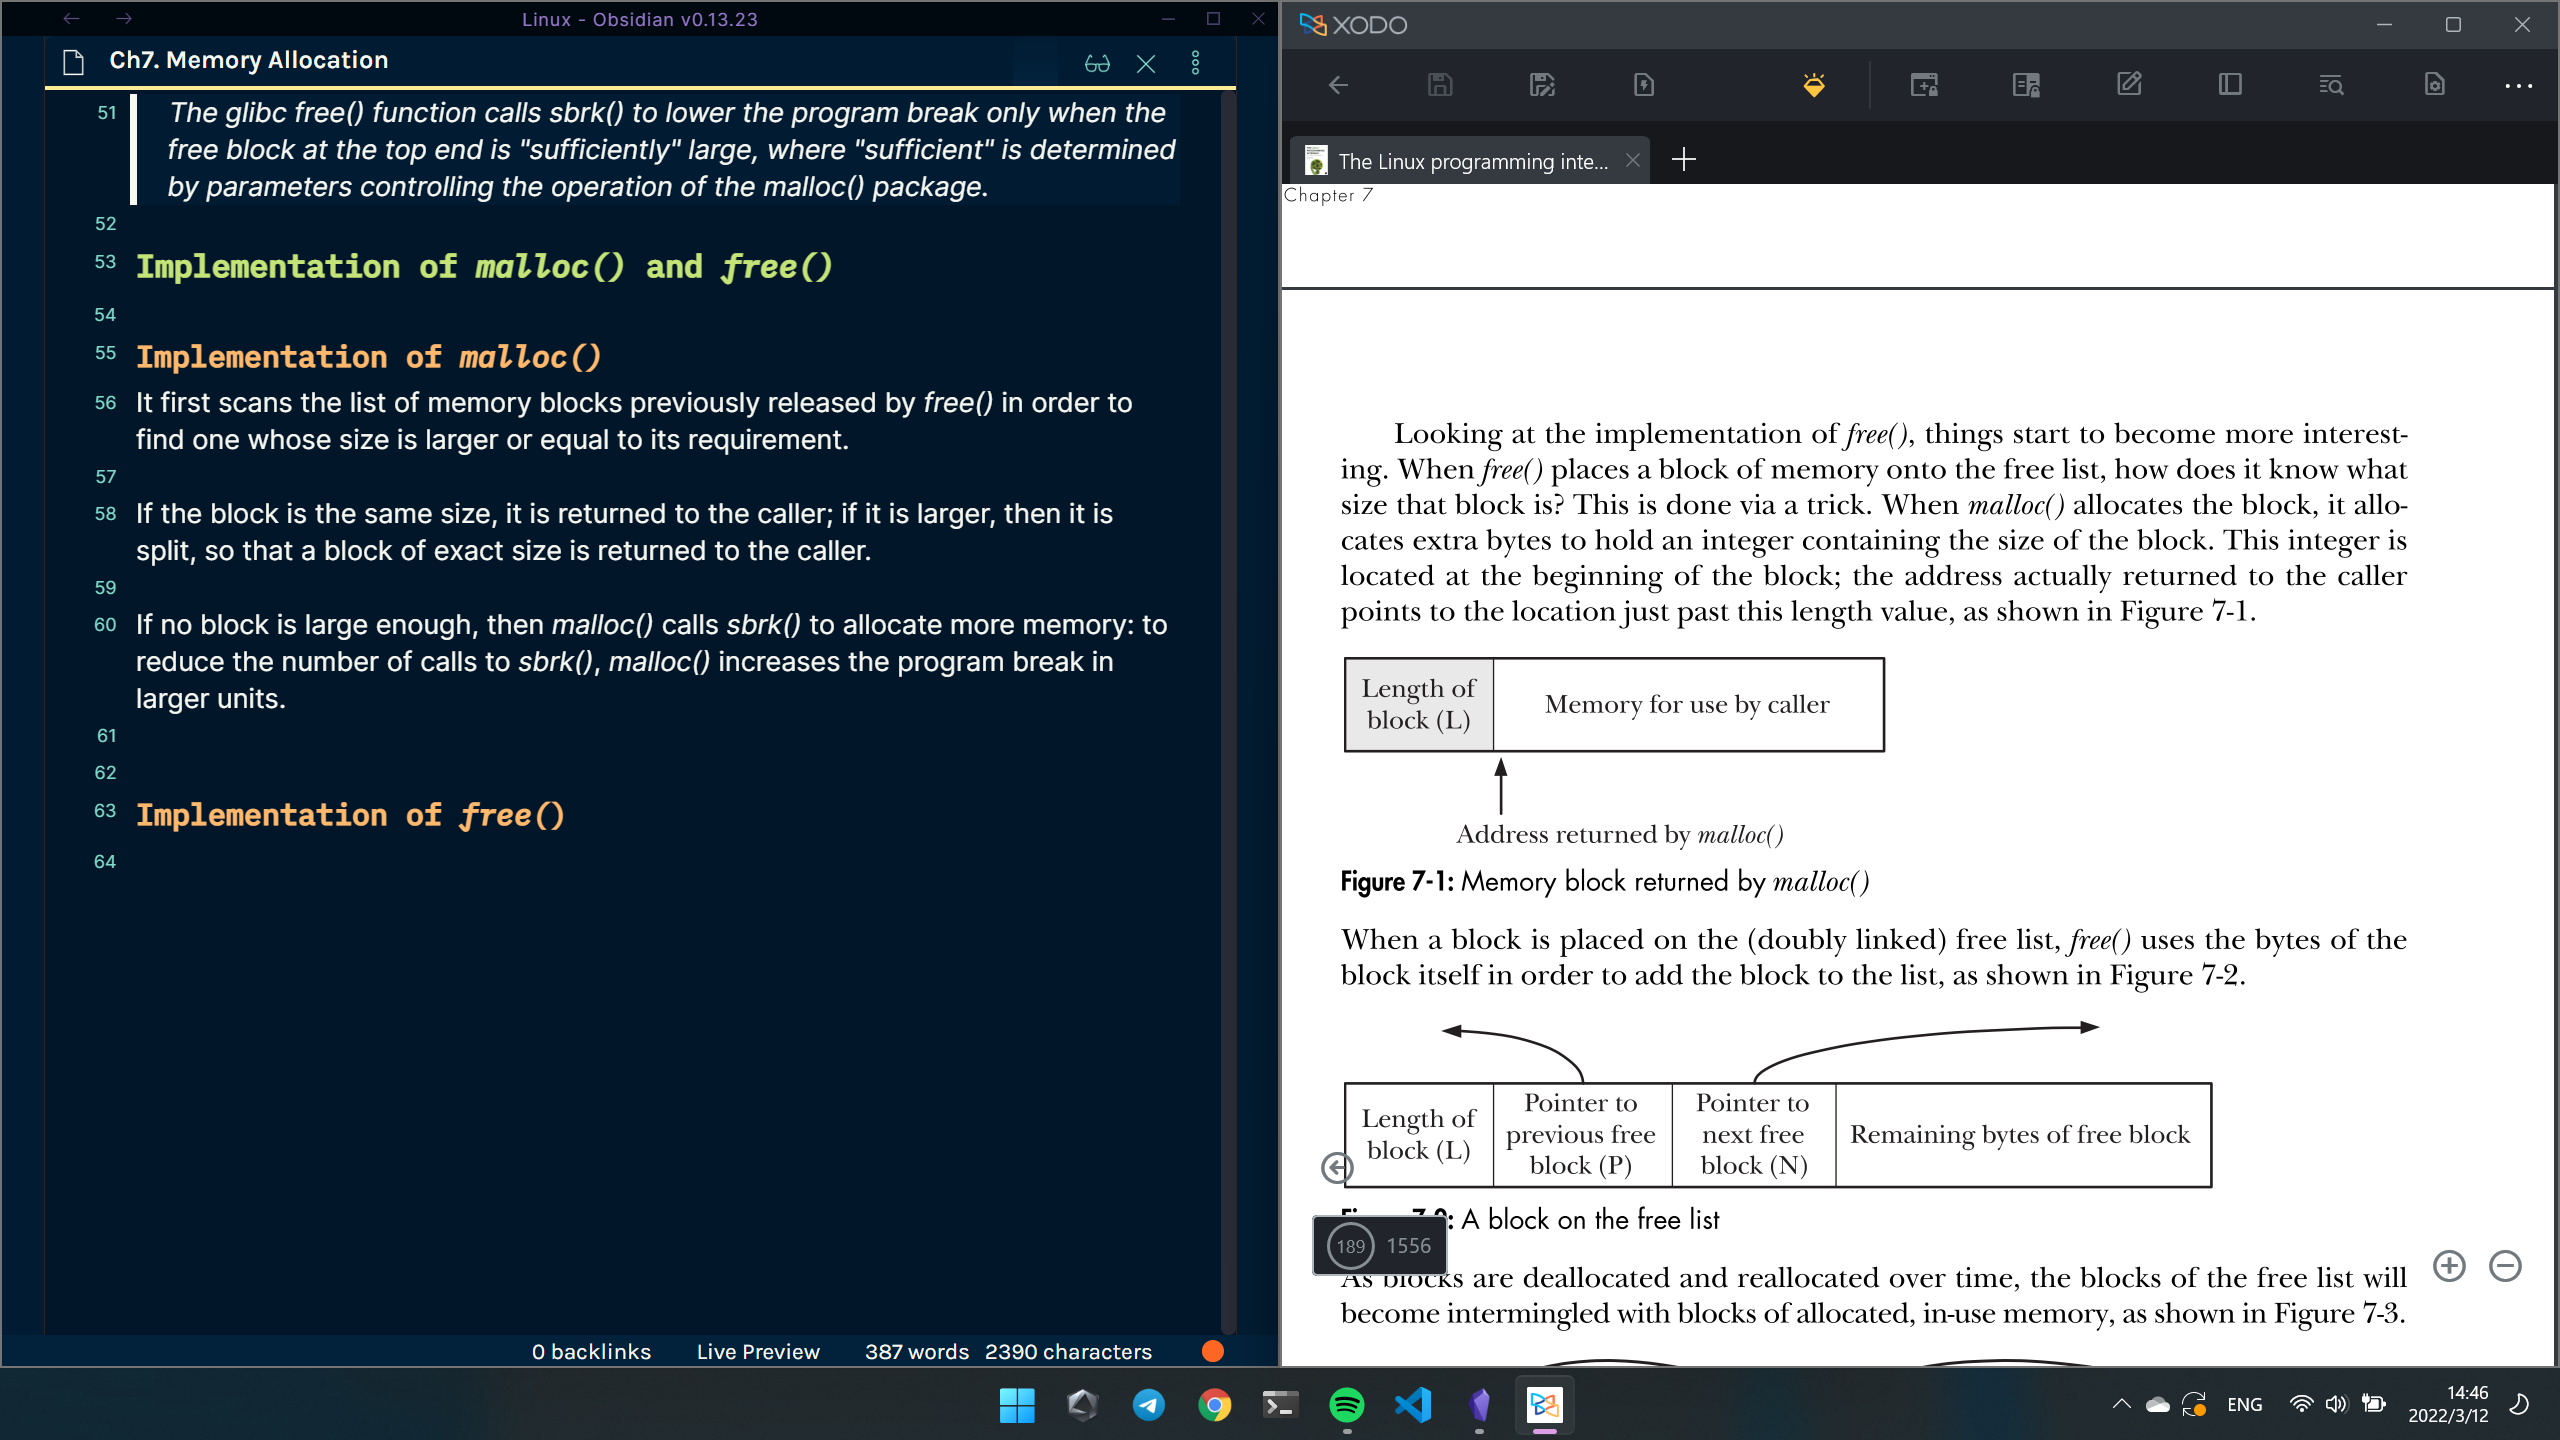 Linux - Obsidian v0.13.23
Ch7. Memory Allocation
51 The glibc free() function calls sbrk() to lower the program break only when the
free block at the top end is "sufficiently" large, where "sufficient" is determined
by parameters controlling the operation of the malloc() package.
52
53 Implementation of malloc() and free()
54
55 Implementation of malloc()
56 It first scans the list of memory blocks previously released by free() in order to
find one whose size is larger or equal to its requirement.
57
58 If the block is the same size, it is returned to the caller; if it is larger, then it is
split, so that a block of exact size is returned to the caller.
59
60 If no block is large enough, then malloc() calls sbrk() to allocate more memory: to
reduce the number of calls to sbrk(), malloc() increases the program break in
larger units.
61
62
63 Implementation of free()
64
0 backlinks Live Preview 387 words 2390 characters
XODO
The Linux programming inte...
Chapter 7
Looking at the implementation of free(), things start to become more interest-
ing. When free() places a block of memory onto the free list, how does it know what
size that block is? This is done via a trick. When malloc() allocates the block, it allo-
cates extra bytes to hold an integer containing the size of the block. This integer is
located at the beginning of the block; the address actually returned to the caller
points to the location just past this length value, as shown in Figure 7-1.
Length of
block (L)
Memory for use by caller
Address returned by malloc()
Figure 7-1: Memory block returned by malloc()
When a block is placed on the (doubly linked) free list, free() uses the bytes of the
block itself in order to add the block to the list, as shown in Figure 7-2.
Length of
block (L)
Pointer to
previous free
block (P)
Pointer to
next free
block (N)
Remaining bytes of free block
: A block on the free list
189 1556
As blocks are deallocated and reallocated over time, the blocks of the free list will
become intermingled with blocks of allocated, in-use memory, as shown in Figure 7-3.
ENG
14:46
2022/3/12